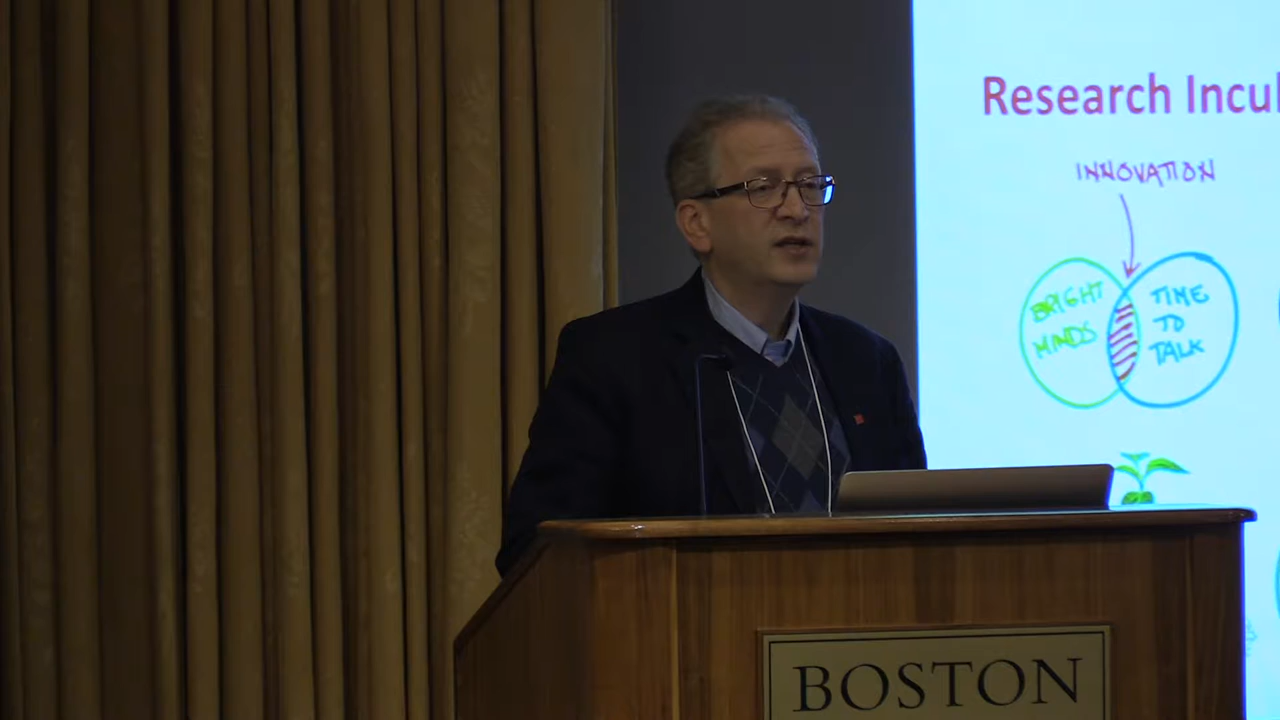 Research Incu
INNOVATION
BRIGHT
MINDS
TIME
TO
TALK
BOSTON